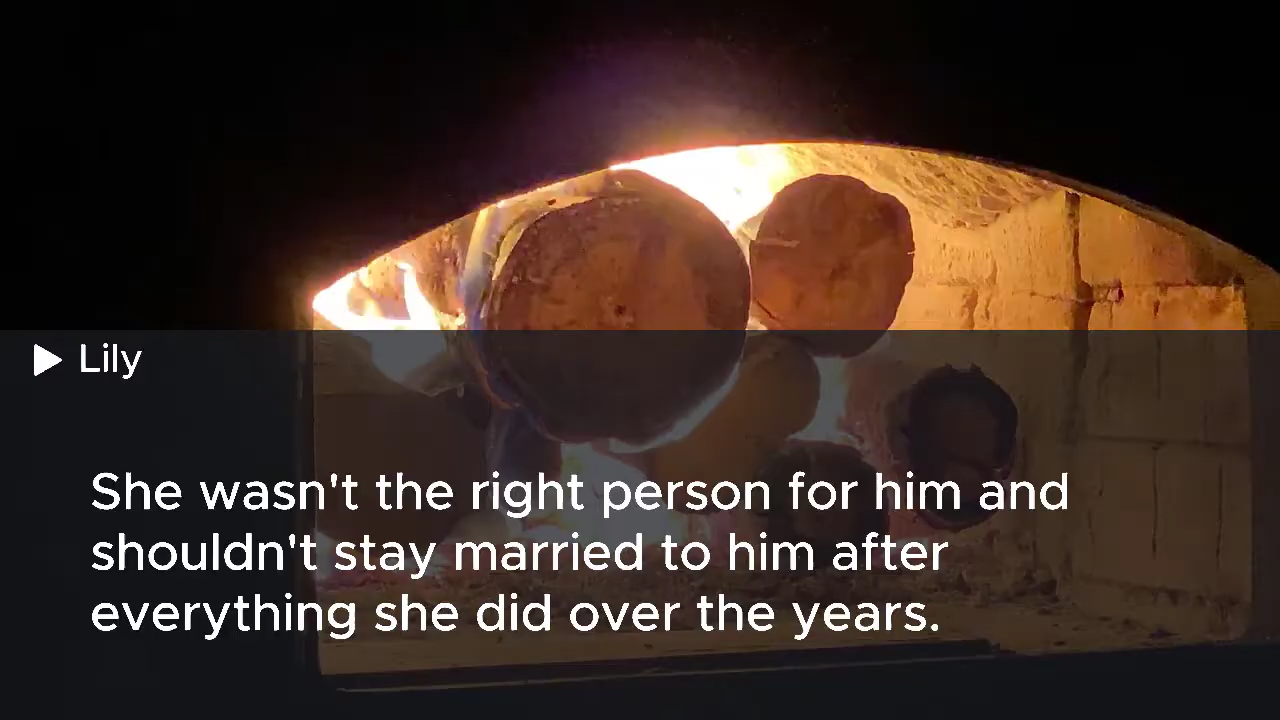 Lily
She wasn't the right person for him and
shouldn't stay married to him after
everything she did over the years.